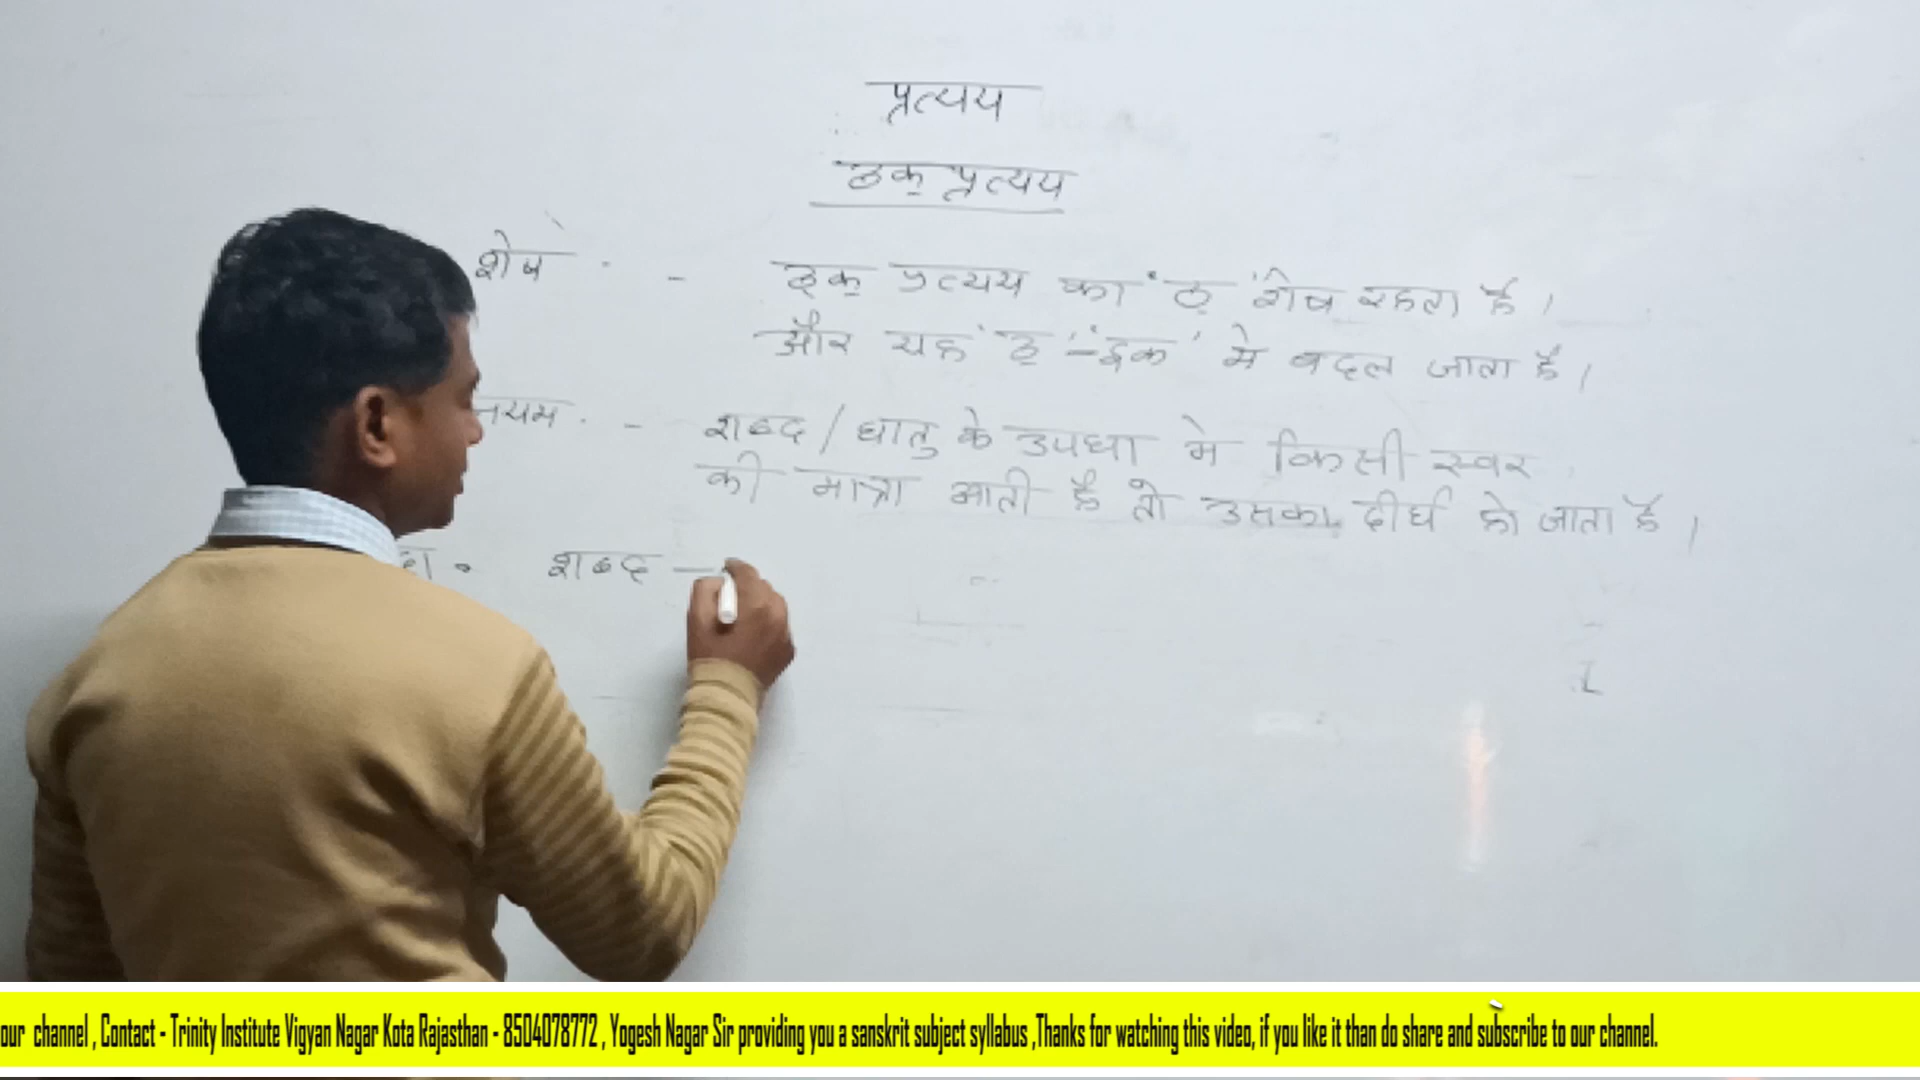 प्रत्यय
ठक् प्रत्यय
शेष - ठक् प्रत्यय का 'ठ्' शेष रहता है।
और यह 'ठ्' - 'इक' मे बदल जाता है।
- शब्द / धातु के उपधा मे किसी स्वर
की मात्रा आती है तो उसका दीर्घ हो जाता है।
शब्द -
our channel , Contact - Trinity Institute Vigyan Nagar Kota Rajasthan - 8504078772 , Yogesh Nagar Sir providing you a sanskrit subject syllabus ,Thanks for watching this video, if you like it than do share and subscribe to our channel.